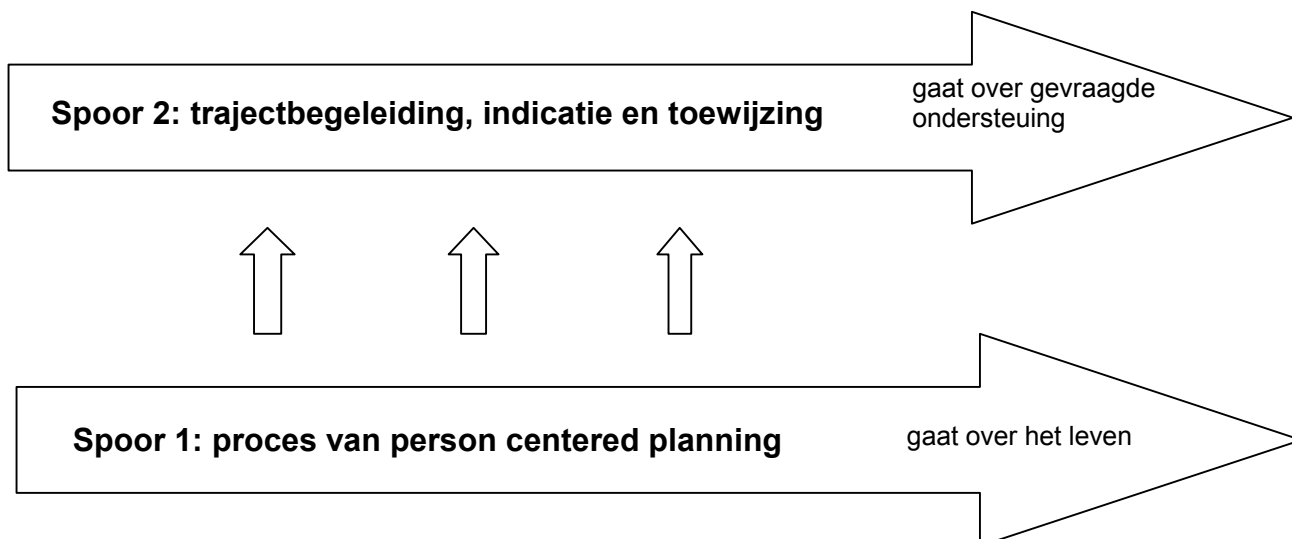 Spoor 2: trajectbegeleiding, indicatie en toewijzing
gaat over gevraagde
ondersteuing
Spoor 1: proces van person centered planning
gaat over het leven